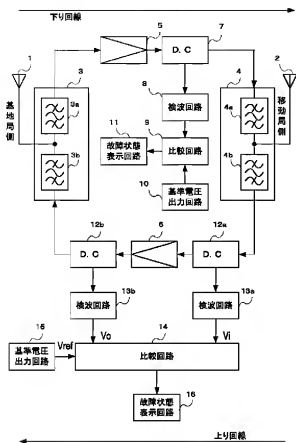 下り回線
5
7
1
3
D. C
4
2
3a
8
4a
検波回路
基地局側
11
9
移動局側
故障状態
表示回路
比較回路
3b
4b
10
基準電圧
出力回路
12b
6
12a
D. C
D. C
13b
13a
検波回路
検波回路
15
Vref
Vo
14
Vi
基準電圧
出力回路
比較回路
16
故障状態
表示回路
上り回線